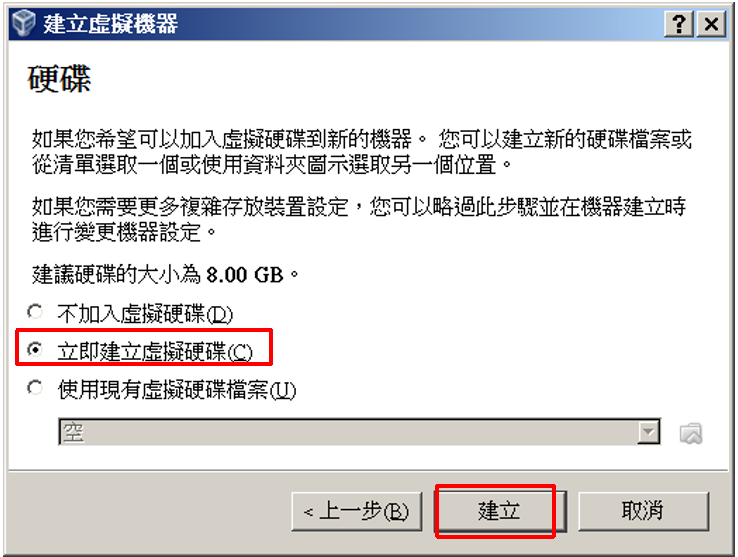 建立虛擬機器
硬碟
如果您希望可以加入虛擬硬碟到新的機器。 您可以建立新的硬碟檔案或
從清單選取一個或使用資料夾圖示選取另一個位置。
如果您需要更多複雜存放裝置設定，您可以略過此步驟並在機器建立時
進行變更機器設定。
建議硬碟的大小為 8.00 GB。
不加入虛擬硬碟(D)
立即建立虛擬硬碟(C)
使用現有虛擬硬碟檔案(U)
空
< 上一步(B)
建立
取消